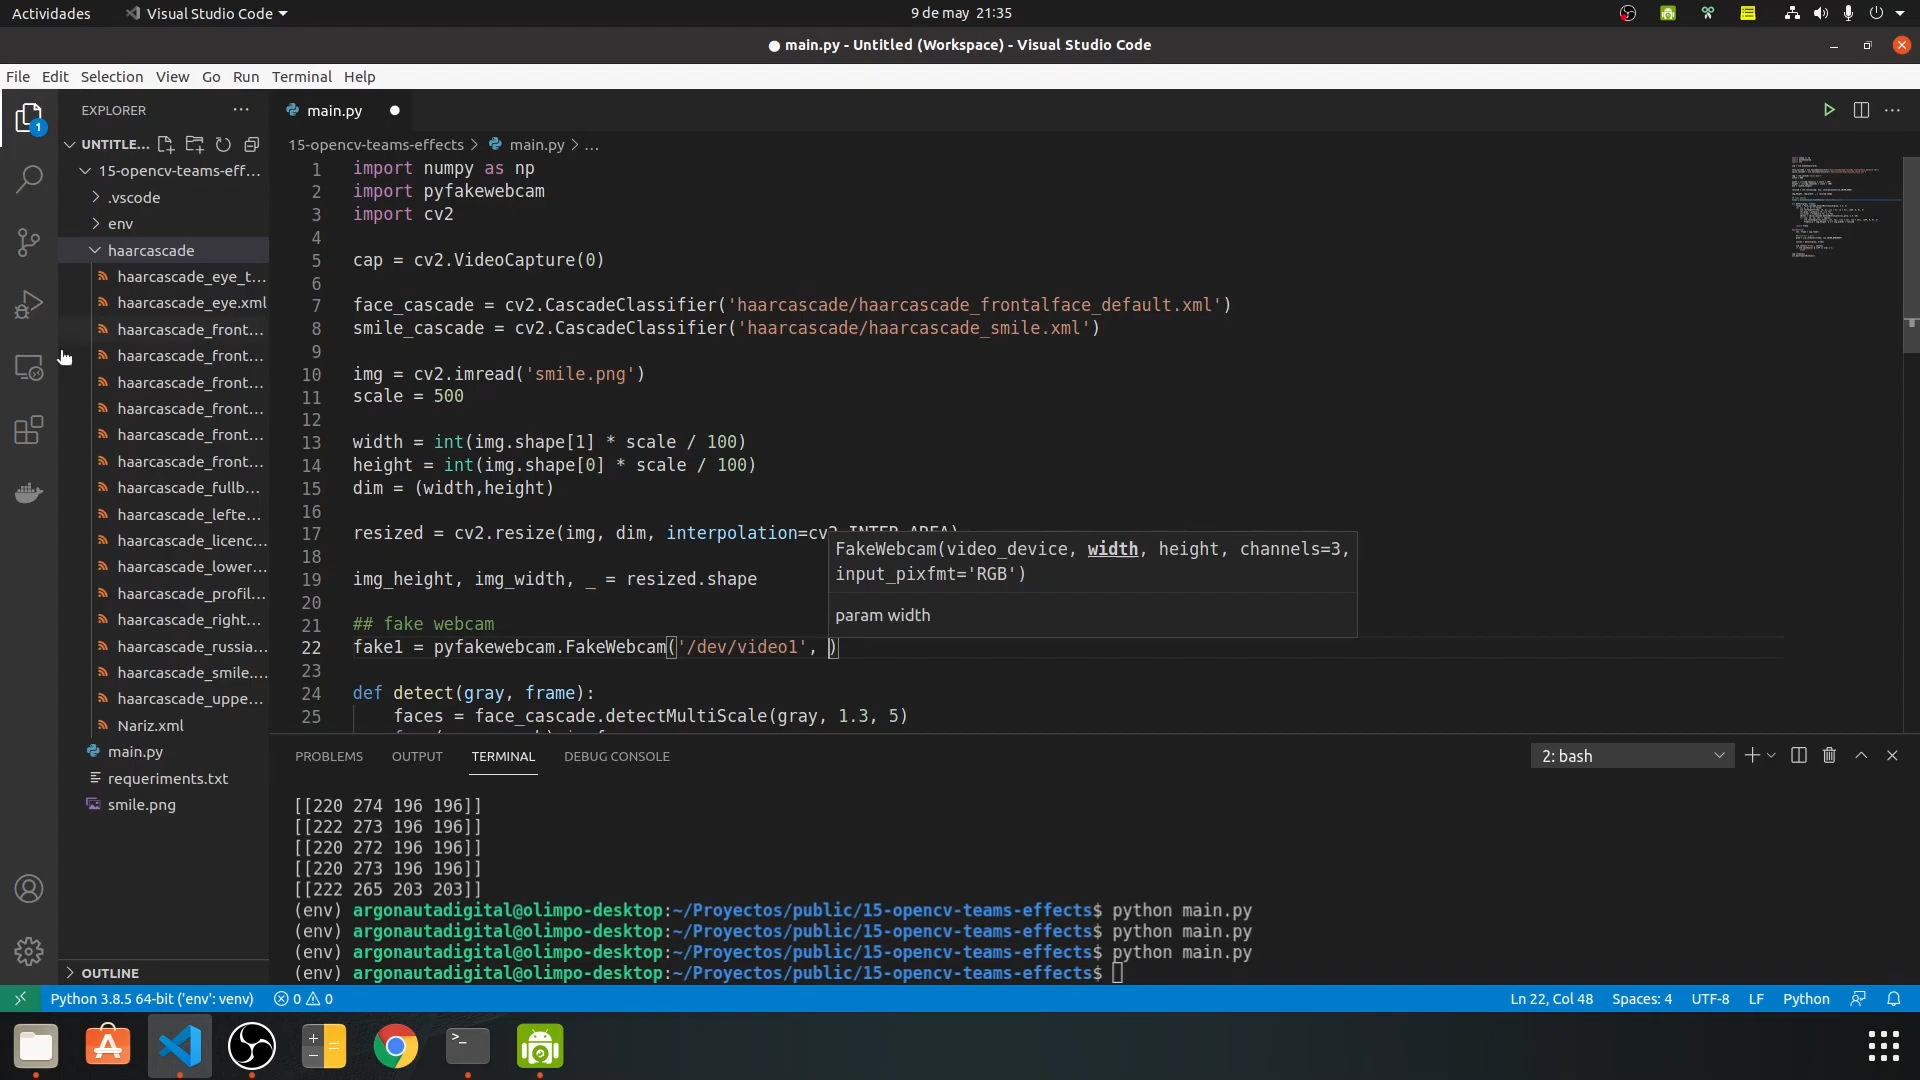 Actividades
Visual Studio Code
9 de may 21:35
● main.py - Untitled (Workspace) - Visual Studio Code
File Edit Selection View Go Run Terminal Help
EXPLORER
1
UNTITLE...
15-opencv-teams-eff...
.vscode
env
haarcascade
haarcascade_eye_t...
haarcascade_eye.xml
haarcascade_front...
haarcascade_front...
haarcascade_front...
haarcascade_front...
haarcascade_front...
haarcascade_front...
haarcascade_fullb...
haarcascade_lefte...
haarcascade_licenc...
haarcascade_lower...
haarcascade_profil...
haarcascade_right...
haarcascade_russia...
haarcascade_smile....
haarcascade_uppe...
Nariz.xml
main.py
requeriments.txt
smile.png
OUTLINE
main.py
15-opencv-teams-effects > main.py > ...
1 import numpy as np
2 import pyfakewebcam
3 import cv2
4
5 cap = cv2.VideoCapture(0)
6
7 face_cascade = cv2.CascadeClassifier('haarcascade/haarcascade_frontalface_default.xml')
8 smile_cascade = cv2.CascadeClassifier('haarcascade/haarcascade_smile.xml')
9
10 img = cv2.imread('smile.png')
11 scale = 500
12
13 width = int(img.shape[1] * scale / 100)
14 height = int(img.shape[0] * scale / 100)
15 dim = (width,height)
16
17 resized = cv2.resize(img, dim, interpolation=cv2.INTER_AREA)
18
19 img_height, img_width, _ = resized.shape
20
21 ## fake webcam
22 fake1 = pyfakewebcam.FakeWebcam('/dev/video1', )
23
24 def detect(gray, frame):
25 faces = face_cascade.detectMultiScale(gray, 1.3, 5)
FakeWebcam(video_device, width, height, channels=3,
input_pixfmt='RGB')
param width
PROBLEMS OUTPUT TERMINAL DEBUG CONSOLE
2: bash
[[220 274 196 196]]
[[222 273 196 196]]
[[220 272 196 196]]
[[220 273 196 196]]
[[222 265 203 203]]
(env) argonautadigital@olimpo-desktop:~/Proyectos/public/15-opencv-teams-effects$ python main.py
(env) argonautadigital@olimpo-desktop:~/Proyectos/public/15-opencv-teams-effects$ python main.py
(env) argonautadigital@olimpo-desktop:~/Proyectos/public/15-opencv-teams-effects$ python main.py
(env) argonautadigital@olimpo-desktop:~/Proyectos/public/15-opencv-teams-effects$
Python 3.8.5 64-bit ('env': venv) 0 0
Ln 22, Col 48 Spaces: 4 UTF-8 LF Python